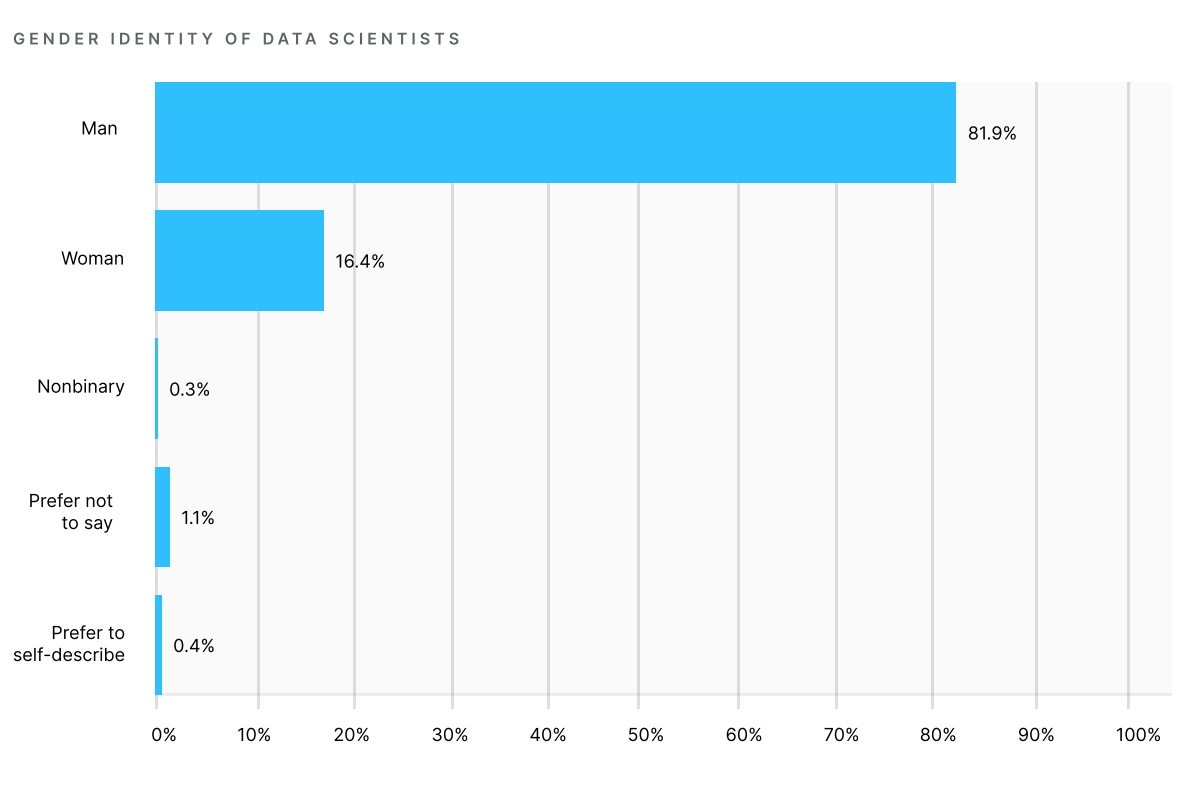 GENDER IDENTITY OF DATA SCIENTISTS
Man
81.9%
Woman
16.4%
Nonbinary
0.3%
Prefer not
to say
1.1%
Prefer to
self-describe
0.4%
0% 10% 20% 30% 40% 50% 60% 70% 80% 90% 100%